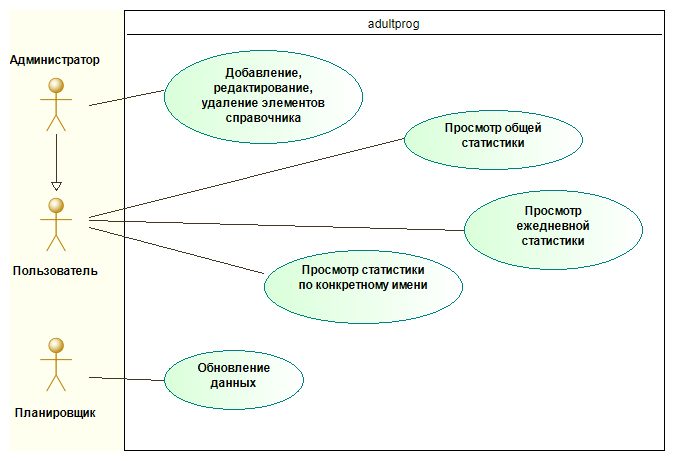 adultprog
Администратор
Добавление,
редактирование,
удаление элементов
справочника
Просмотр общей
статистики
Просмотр
ежедневной
статистики
Пользователь
Просмотр статистики
по конкретному имени
Обновление
данных
Планировщик